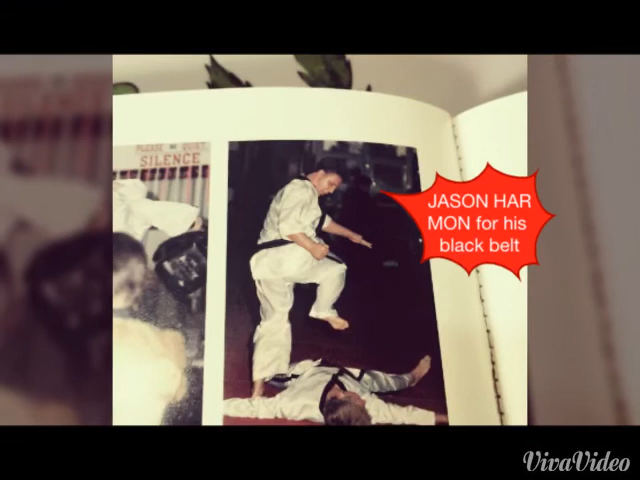 PLEASE BE QUIET
SILENCE
JASON HAR
MON for his
black belt
VivaVideo